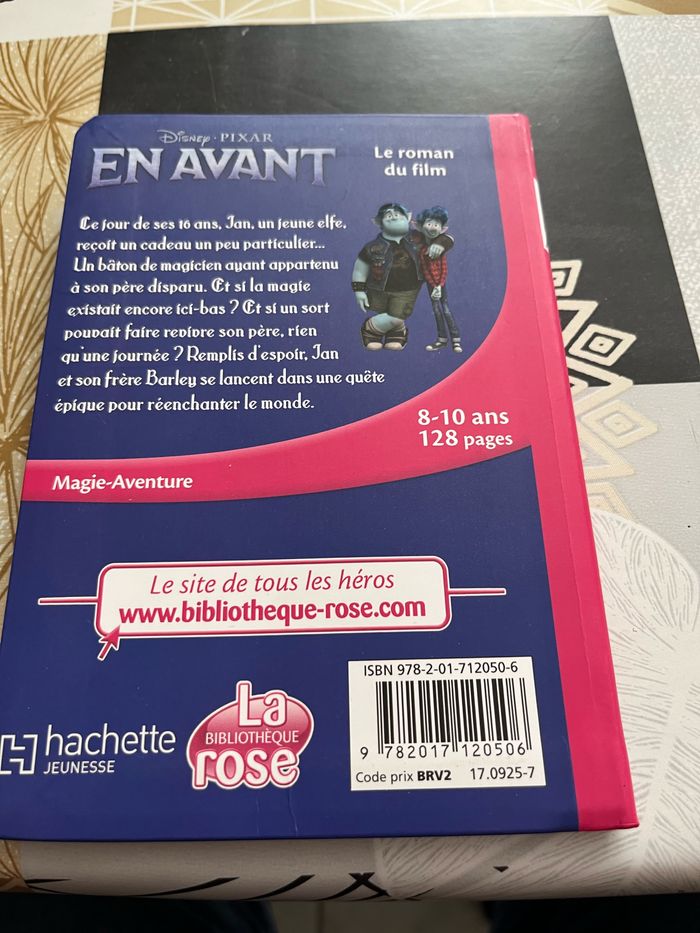 Disney · PIXAR
EN AVANT
Le roman
du film
Le jour de ses 16 ans, Ian, un jeune elfe,
reçoit un cadeau un peu particulier...
Un bâton de magicien ayant appartenu
à son père disparu. Et si la magie
existait encore ici-bas ? Et si un sort
pouvait faire revivre son père, rien
qu'une journée ? Remplis d'espoir, Ian
et son frère Barley se lancent dans une quête
épique pour réenchanter le monde.
8-10 ans
128 pages
Magie-Aventure
Le site de tous les héros
www.bibliotheque-rose.com
ISBN 978-2-01-712050-6
9 782017 120506
Code prix BRV2 17.0925-7
hachette
JEUNESSE
La
BIBLIOTHÈQUE
rose